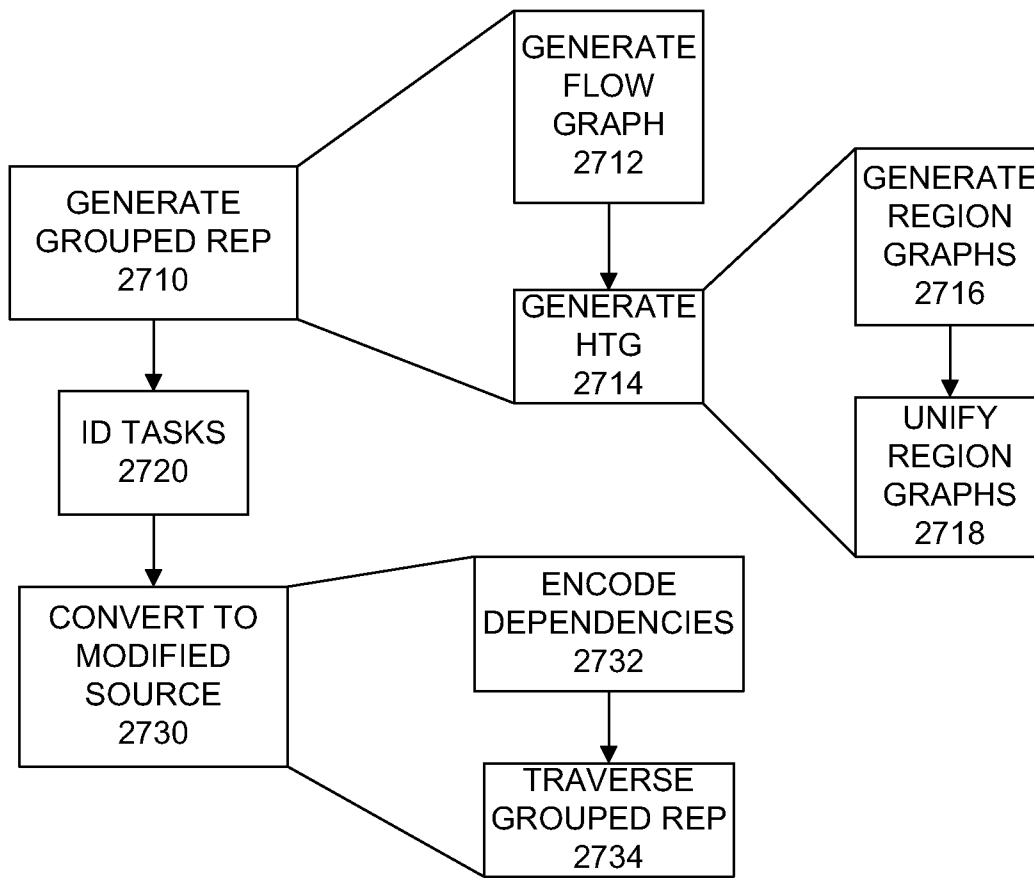 GENERATE
GROUPED REP
2710
GENERATE
FLOW
GRAPH
2712
GENERATE
HTG
2714
GENERATE
REGION
GRAPHS
2716
UNIFY
REGION
GRAPHS
2718
ID TASKS
2720
CONVERT TO
MODIFIED
SOURCE
2730
ENCODE
DEPENDENCIES
2732
TRAVERSE
GROUPED REP
2734